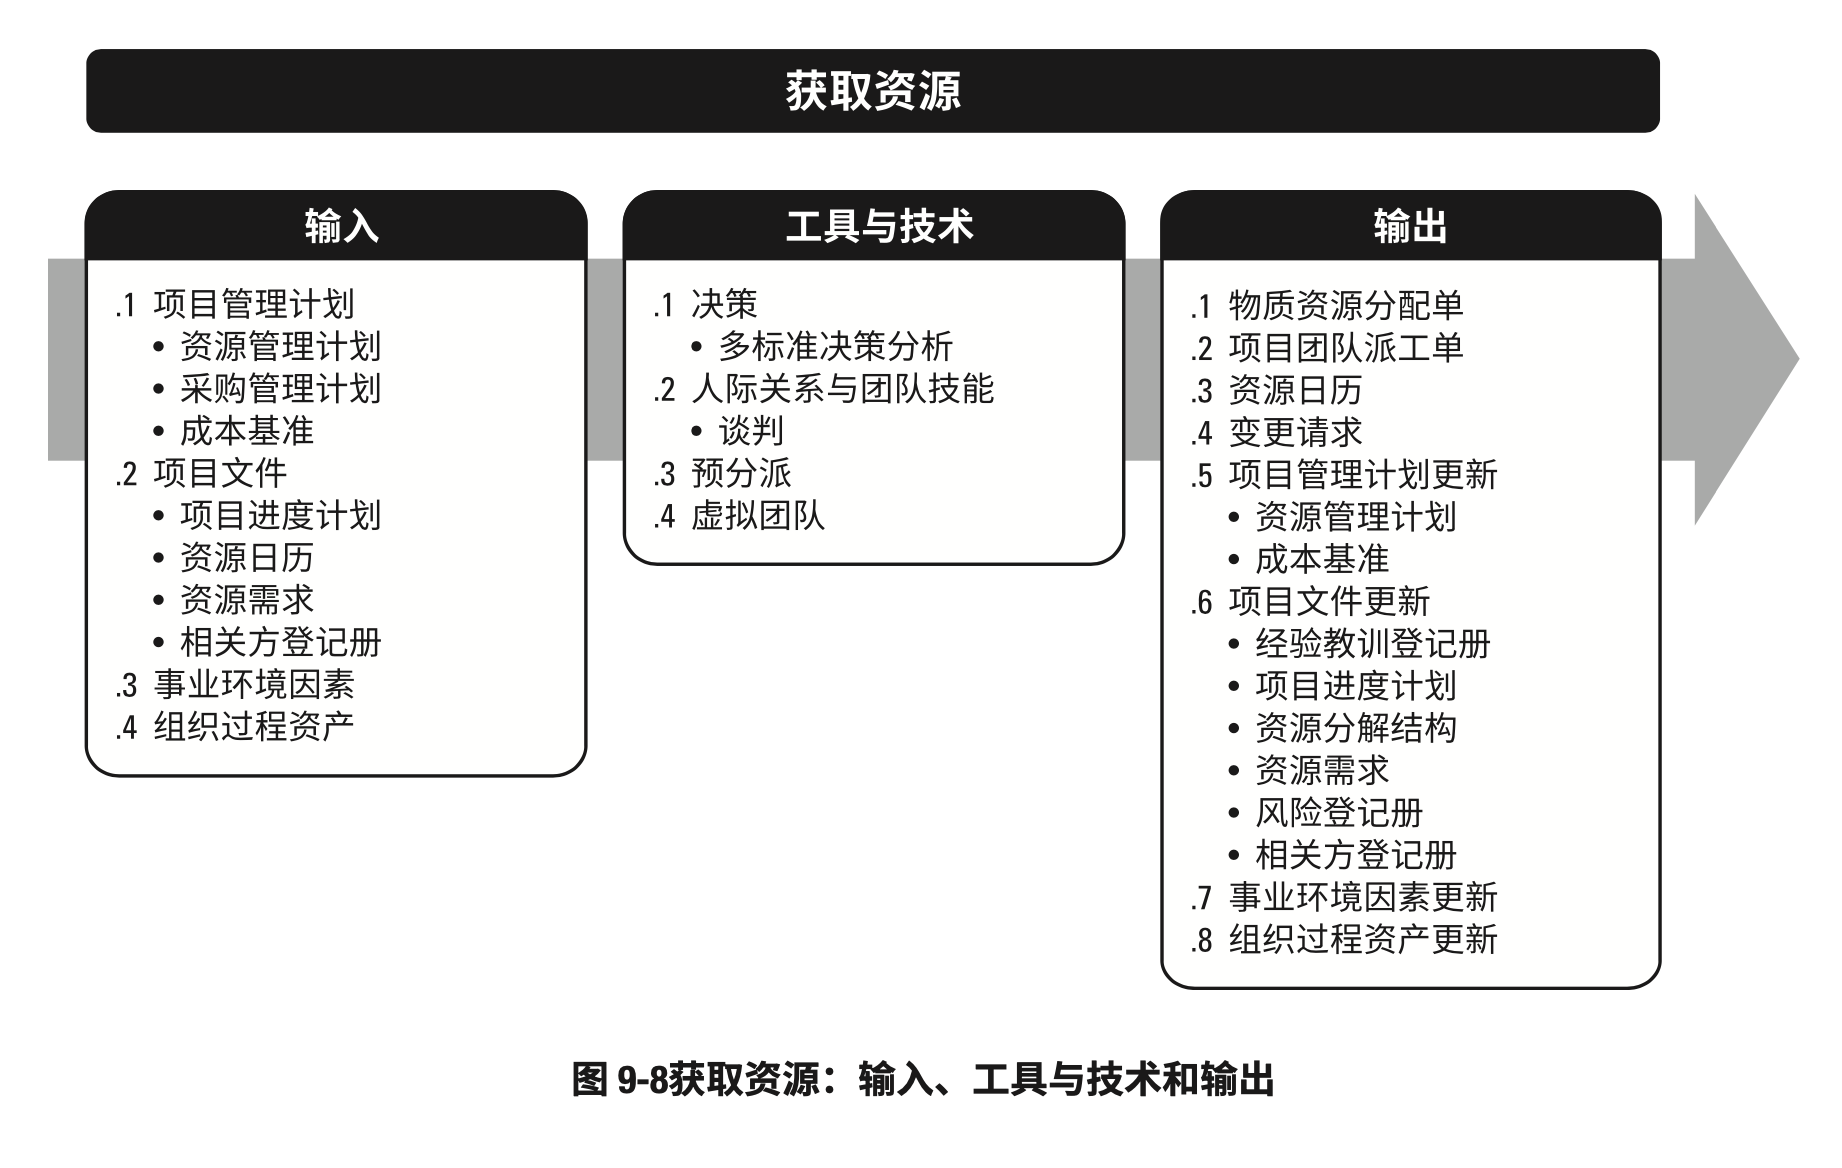 获取资源
输入
.1 项目管理计划
• 资源管理计划
• 采购管理计划
• 成本基准
.2 项目文件
• 项目进度计划
• 资源日历
• 资源需求
• 相关方登记册
.3 事业环境因素
.4 组织过程资产
工具与技术
.1 决策
• 多标准决策分析
.2 人际关系与团队技能
• 谈判
.3 预分派
.4 虚拟团队
输出
.1 物质资源分配单
.2 项目团队派工单
.3 资源日历
.4 变更请求
.5 项目管理计划更新
• 资源管理计划
• 成本基准
.6 项目文件更新
• 经验教训登记册
• 项目进度计划
• 资源分解结构
• 资源需求
• 风险登记册
• 相关方登记册
.7 事业环境因素更新
.8 组织过程资产更新
图 9-8获取资源：输入、工具与技术和输出